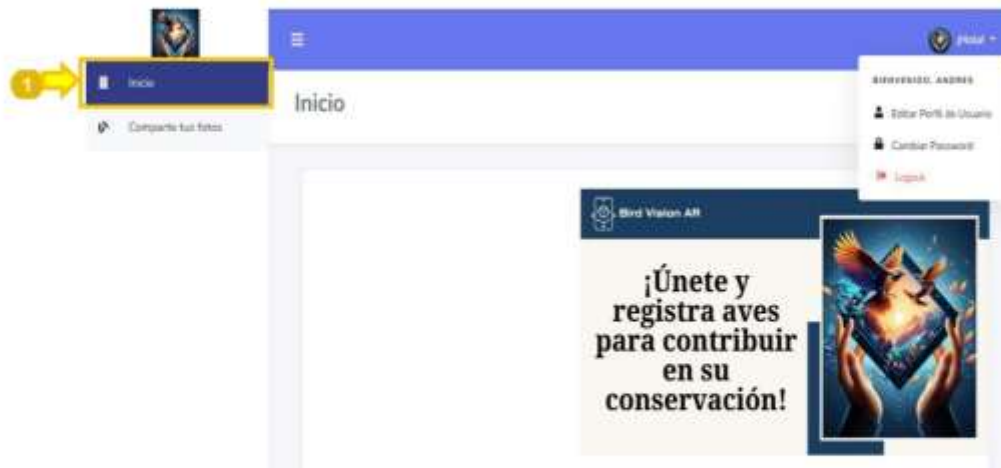 1
Inicio
Comparte tus fotos
¡Hola!
Inicio
BIENVENIDO, ANDRES
Editar Perfil de Usuario
Cambiar Password
Logout
Bird Vision AR
¡Únete y
registra aves
para contribuir
en su
conservación!